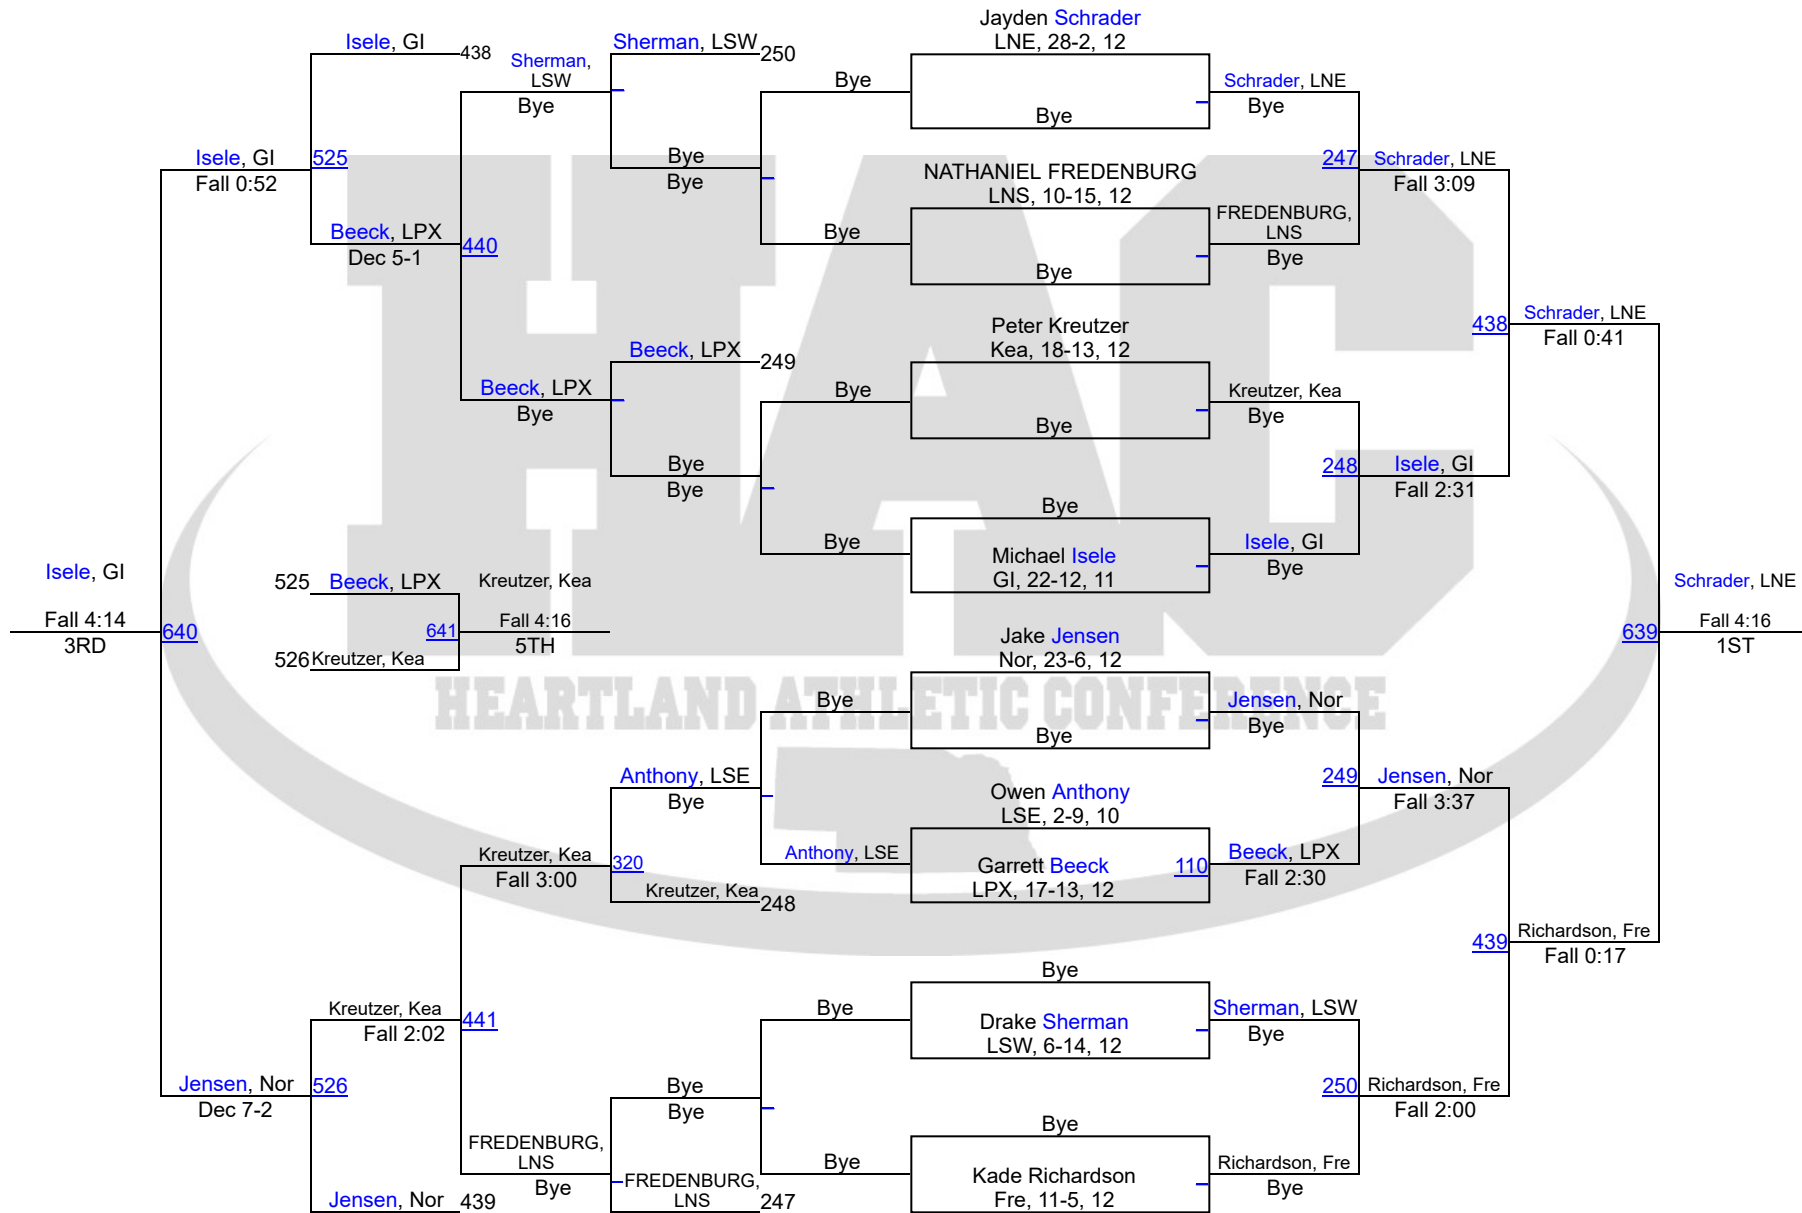 Jayden Schrader
LNE, 28-2, 12
Isele, GI
438
Sherman, LSW
250
Sherman,
LSW
Bye
Bye
Bye
Schrader, LNE
Bye
Isele, GI
Fall 0:52
525
Bye
Bye
NATHANIEL FREDENBURG
LNS, 10-15, 12
247
Schrader, LNE
Fall 3:09
Beeck, LPX
Dec 5-1
440
Bye
Bye
FREDENBURG,
LNS
Bye
Peter Kreutzer
Kea, 18-13, 12
438
Schrader, LNE
Fall 0:41
Beeck, LPX
249
Beeck, LPX
Bye
Bye
Bye
Kreutzer, Kea
Bye
Bye
Bye
248
Isele, GI
Fall 2:31
Bye
Bye
Michael Isele
GI, 22-12, 11
Isele, GI
Bye
Isele, GI
Fall 4:14
3RD
640
525
Beeck, LPX
526
Kreutzer, Kea
641
Kreutzer, Kea
Fall 4:16
5TH
639
Schrader, LNE
Fall 4:16
1ST
HAC
HEARTLAND ATHLETIC CONFERENCE
Jake Jensen
Nor, 23-6, 12
Bye
Bye
Jensen, Nor
Bye
Anthony, LSE
Bye
Owen Anthony
LSE, 2-9, 10
249
Jensen, Nor
Fall 3:37
Kreutzer, Kea
Fall 3:00
320
Anthony, LSE
Garrett Beeck
LPX, 17-13, 12
110
Beeck, LPX
Fall 2:30
Kreutzer, Kea
248
439
Richardson, Fre
Fall 0:17
Bye
Kreutzer, Kea
Fall 2:02
441
Bye
Drake Sherman
LSW, 6-14, 12
Sherman, LSW
Bye
Jensen, Nor
Dec 7-2
526
Bye
Bye
250
Richardson, Fre
Fall 2:00
Bye
FREDENBURG,
LNS
Bye
Bye
Kade Richardson
Fre, 11-5, 12
Richardson, Fre
Bye
Jensen, Nor
439
FREDENBURG,
LNS
247